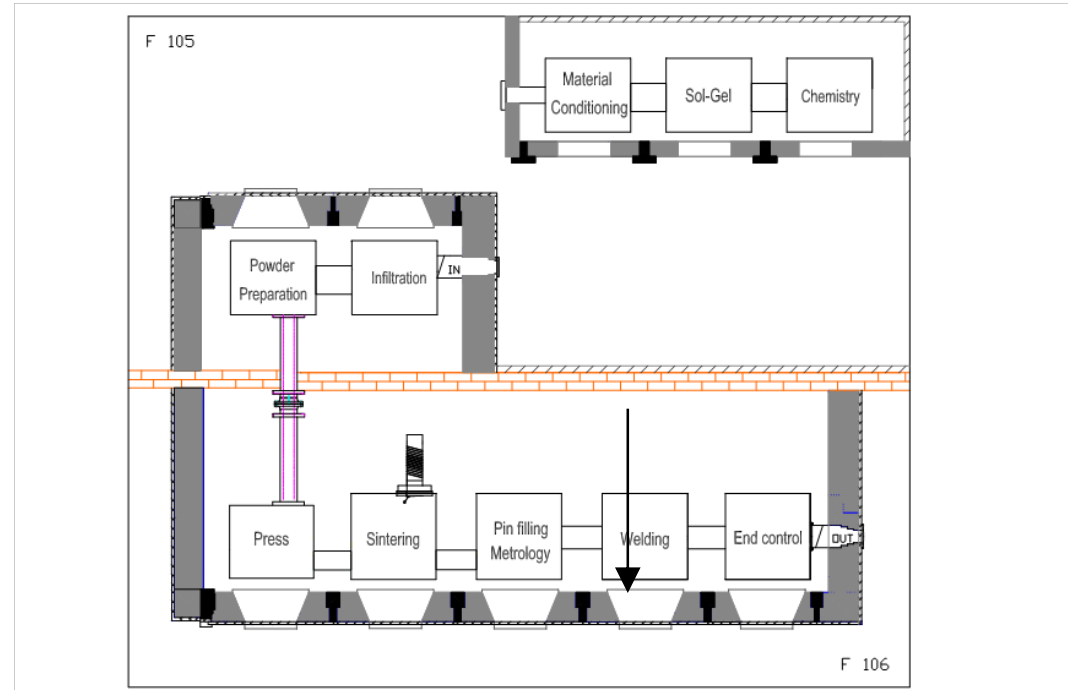 F 105
Material
Conditioning
Sol-Gel
Chemistry
Powder
Preparation
Infiltration
IN
Press
Sintering
Pin filling
Metrology
Welding
End control
OUT
F 106